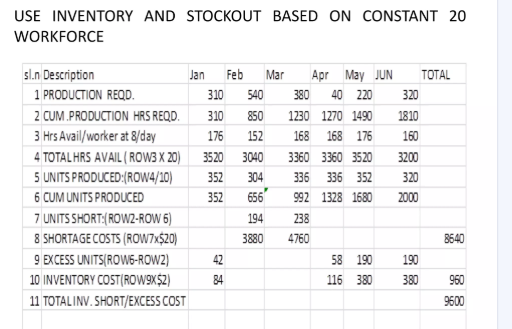 USE INVENTORY AND STOCKOUT BASED ON CONSTANT 20
WORKFORCE
sl.n Description Jan Feb Mar Apr May JUN TOTAL
1 PRODUCTION REQD. 310 540 380 40 220 320
2 CUM.PRODUCTION HRS REQD. 310 850 1230 1270 1490 1810
3 Hrs Avail/worker at 8/day 176 152 168 168 176 160
4 TOTAL HRS AVAIL ( ROW3 X 20) 3520 3040 3360 3360 3520 3200
5 UNITS PRODUCED:(ROW4/10) 352 304 336 336 352 320
6 CUM UNITS PRODUCED 352 656 992 1328 1680 2000
7 UNITS SHORT:(ROW2-ROW 6) 194 238
8 SHORTAGE COSTS (ROW7x$20) 3880 4760 8640
9 EXCESS UNITS(ROW6-ROW2) 42 58 190 190
10 INVENTORY COST(ROW9X$2) 84 116 380 380 960
11 TOTAL INV. SHORT/EXCESS COST 9600